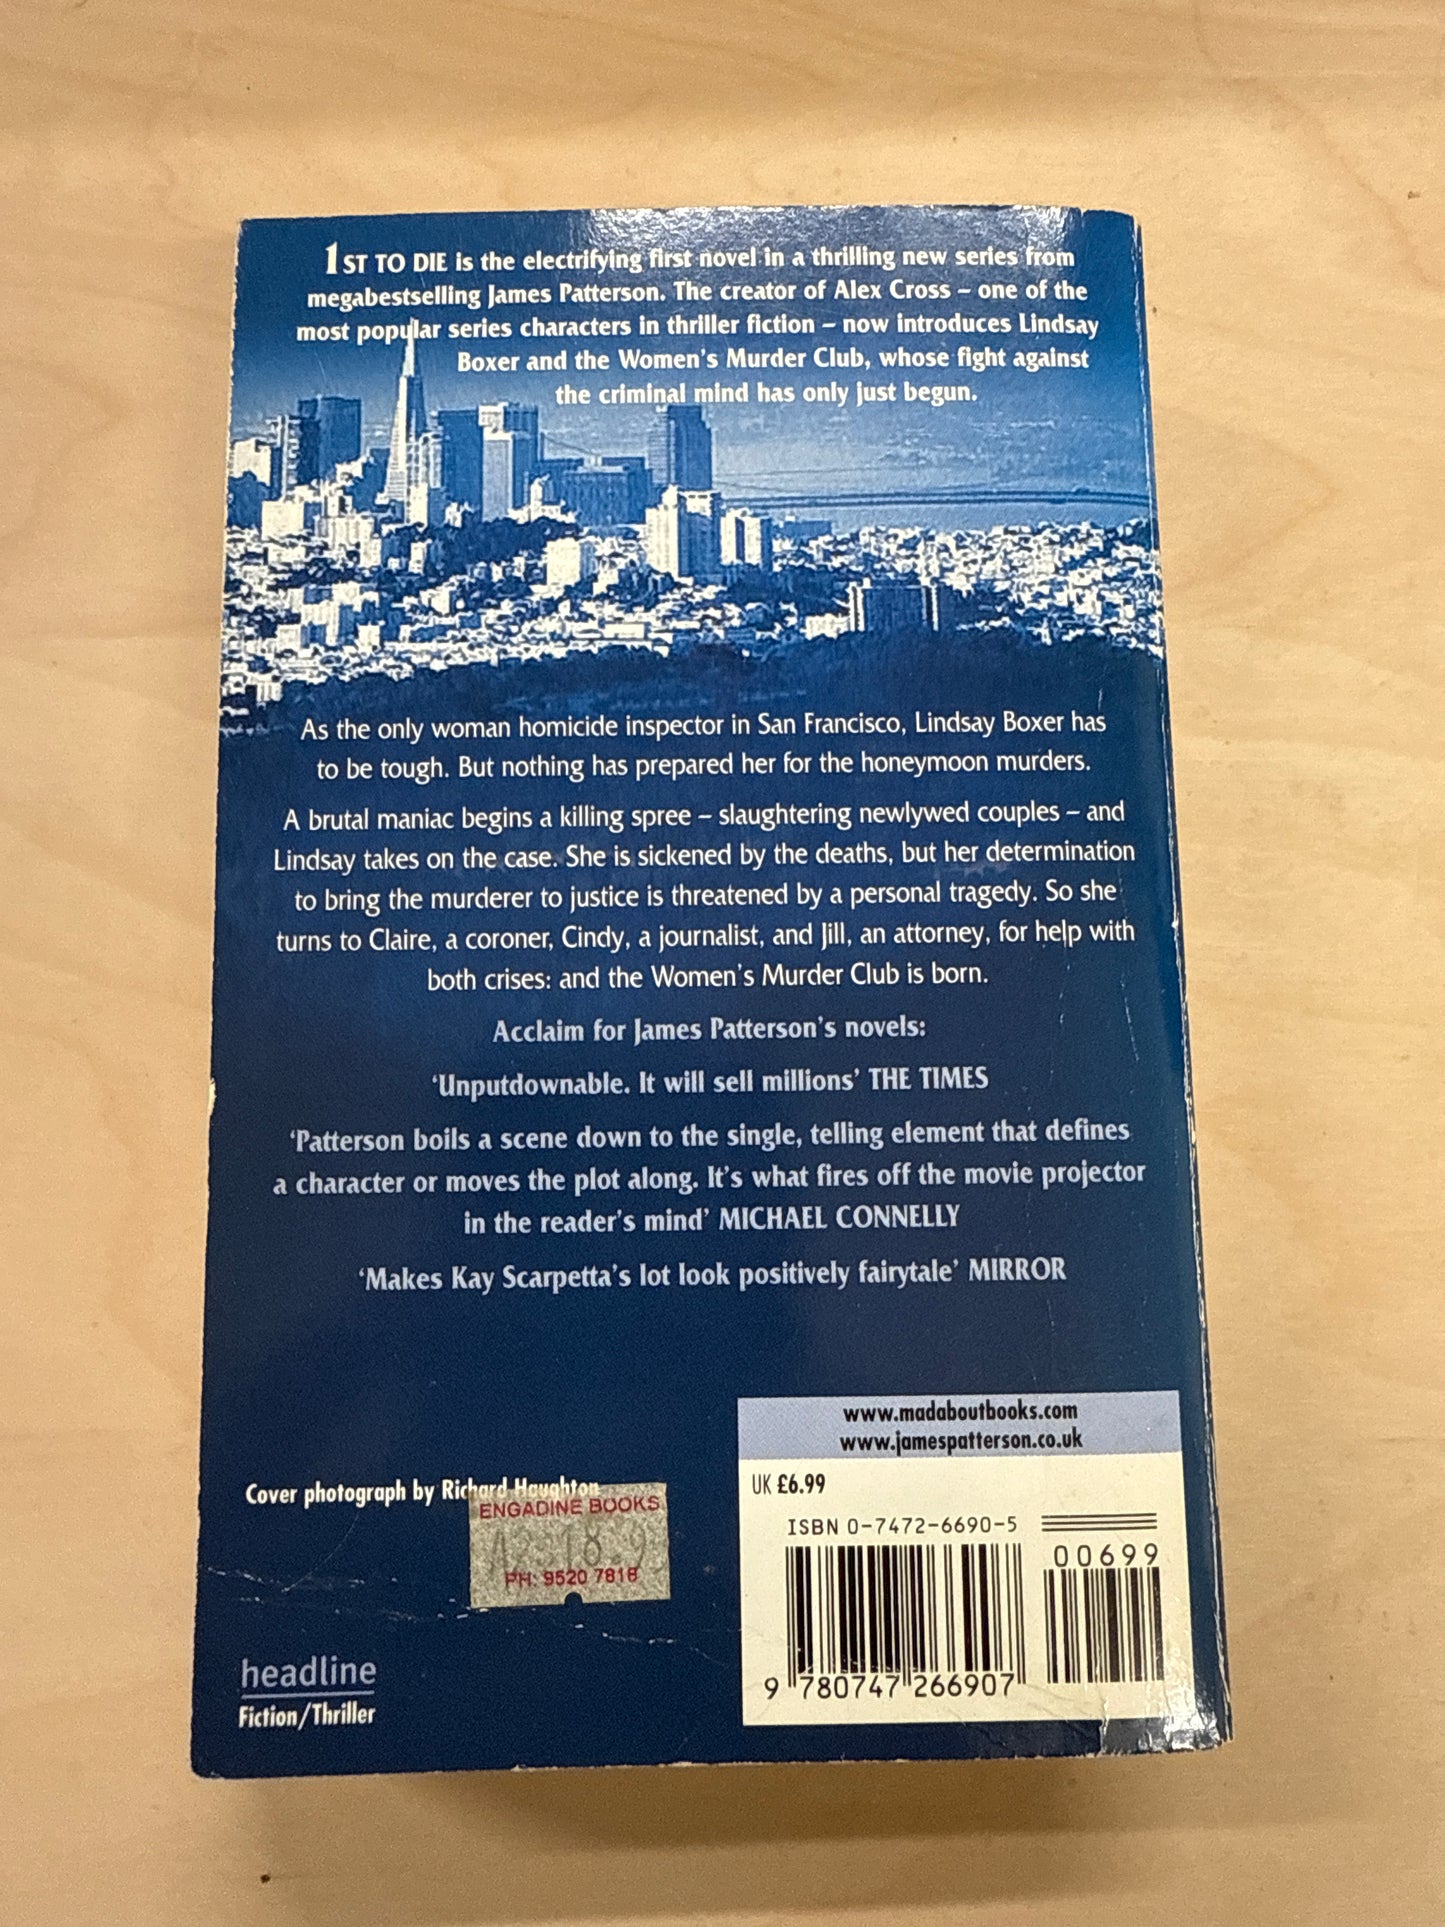 1ST TO DIE is the electrifying first novel in a thrilling new series from
megabestselling James Patterson. The creator of Alex Cross – one of the
most popular series characters in thriller fiction – now introduces Lindsay
Boxer and the Women's Murder Club, whose fight against
the criminal mind has only just begun.
As the only woman homicide inspector in San Francisco, Lindsay Boxer has
to be tough. But nothing has prepared her for the honeymoon murders.
A brutal maniac begins a killing spree – slaughtering newlywed couples – and
Lindsay takes on the case. She is sickened by the deaths, but her determination
to bring the murderer to justice is threatened by a personal tragedy. So she
turns to Claire, a coroner, Cindy, a journalist, and Jill, an attorney, for help with
both crises: and the Women's Murder Club is born.
Acclaim for James Patterson's novels:
‘Unputdownable. It will sell millions’ THE TIMES
‘Patterson boils a scene down to the single, telling element that defines
a character or moves the plot along. It's what fires off the movie projector
in the reader's mind’ MICHAEL CONNELLY
‘Makes Kay Scarpetta's lot look positively fairytale’ MIRROR
www.madaboutbooks.com
www.jamespatterson.co.uk
Cover photograph by Richard Haughton
ENGADINE BOOKS
PH: 9520 7818
UK £6.99
ISBN 0-7472-6690-5
00699
9 780747 266907
headline
Fiction/Thriller